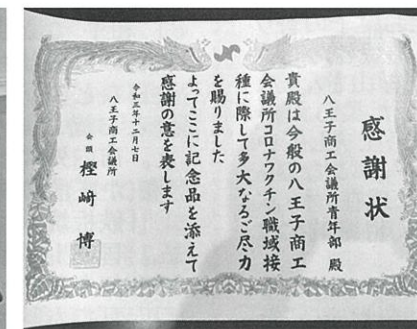 感謝状
八王子商工会議所青年部 殿
貴殿は今般の八王子商工
会議所コロナワクチン職域接
種に際して多大なるご尽力
を賜りました
よってここに記念品を添えて
感謝の意を表します
令和三年十二月七日
八王子商工会議所
会頭 樫﨑 博